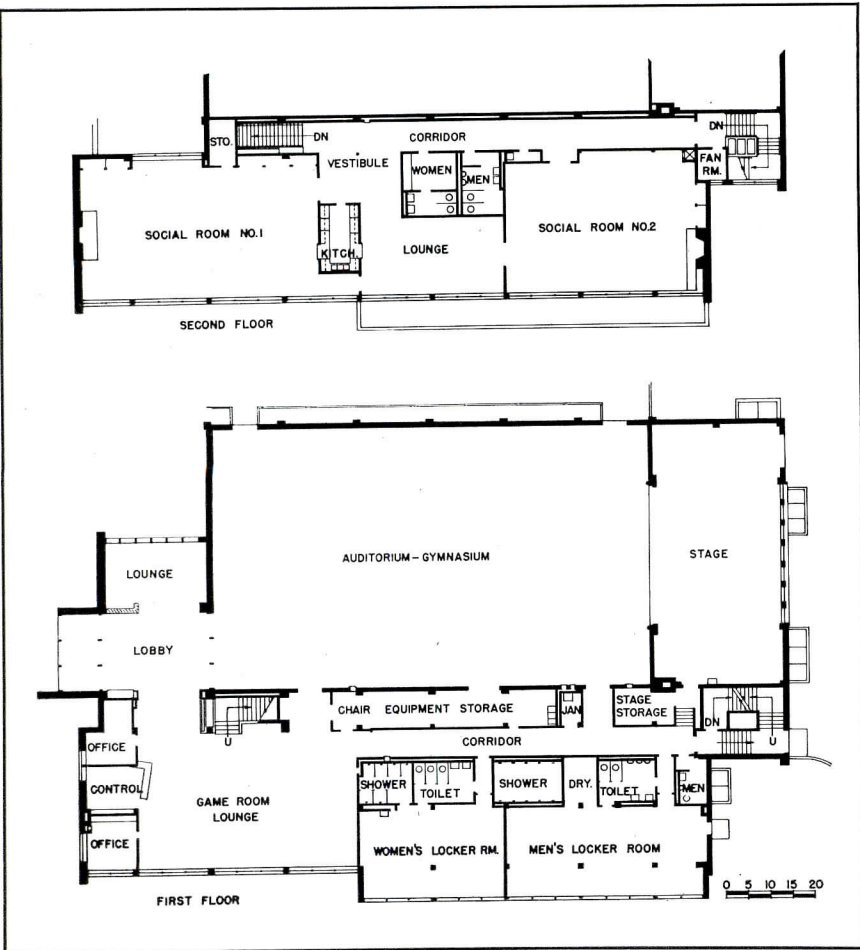 STO.
DN
CORRIDOR
DN
VESTIBULE
WOMEN
MEN
FAN
RM.
SOCIAL ROOM NO.1
KITCH.
LOUNGE
SOCIAL ROOM NO.2
SECOND FLOOR
AUDITORIUM-GYMNASIUM
STAGE
LOUNGE
LOBBY
CHAIR EQUIPMENT STORAGE
JAN
STAGE
STORAGE
DN
U
U
OFFICE
CORRIDOR
CONTROL
GAME ROOM
LOUNGE
SHOWER
TOILET
SHOWER
DRY.
TOILET
MEN
OFFICE
WOMEN'S LOCKER RM.
MEN'S LOCKER ROOM
0 5 10 15 20
FIRST FLOOR